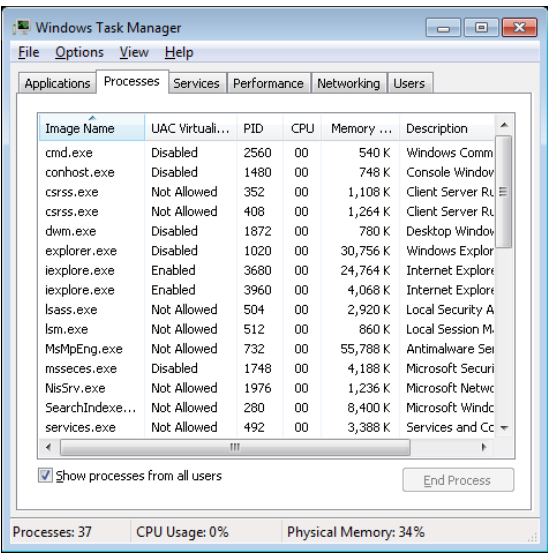 Windows Task Manager
File Options View Help
Applications Processes Services Performance Networking Users
Image Name UAC Virtuali... PID CPU Memory ... Description
cmd.exe Disabled 2560 00 540 K Windows Comm
conhost.exe Disabled 1480 00 748 K Console Window
csrss.exe Not Allowed 352 00 1,108 K Client Server Ru
csrss.exe Not Allowed 408 00 1,264 K Client Server Ru
dwm.exe Disabled 1872 00 780 K Desktop Window
explorer.exe Disabled 1020 00 30,756 K Windows Explor
iexplore.exe Enabled 3680 00 24,764 K Internet Explore
iexplore.exe Enabled 3960 00 4,068 K Internet Explore
lsass.exe Not Allowed 504 00 2,920 K Local Security A
lsm.exe Not Allowed 512 00 860 K Local Session M
MsMpEng.exe Not Allowed 732 00 55,788 K Antimalware Ser
msseces.exe Disabled 1748 00 4,188 K Microsoft Securi
NisSrv.exe Not Allowed 1976 00 1,236 K Microsoft Netwo
SearchIndexe... Not Allowed 280 00 8,400 K Microsoft Windo
services.exe Not Allowed 492 00 3,388 K Services and Co
Show processes from all users End Process
Processes: 37 CPU Usage: 0% Physical Memory: 34%